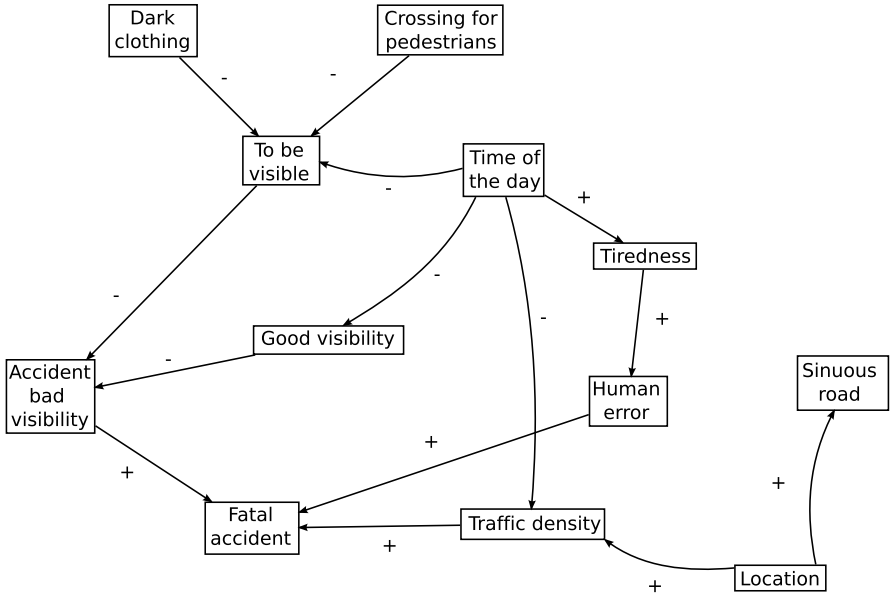 Dark
clothing
Crossing for
pedestrians
-
-
To be
visible
Time of
the day
-
+
Tiredness
-
-
-
+
Good visibility
-
Accident
bad
visibility
Human
error
Sinuous
road
+
+
+
Fatal
accident
Traffic density
+
Location
+